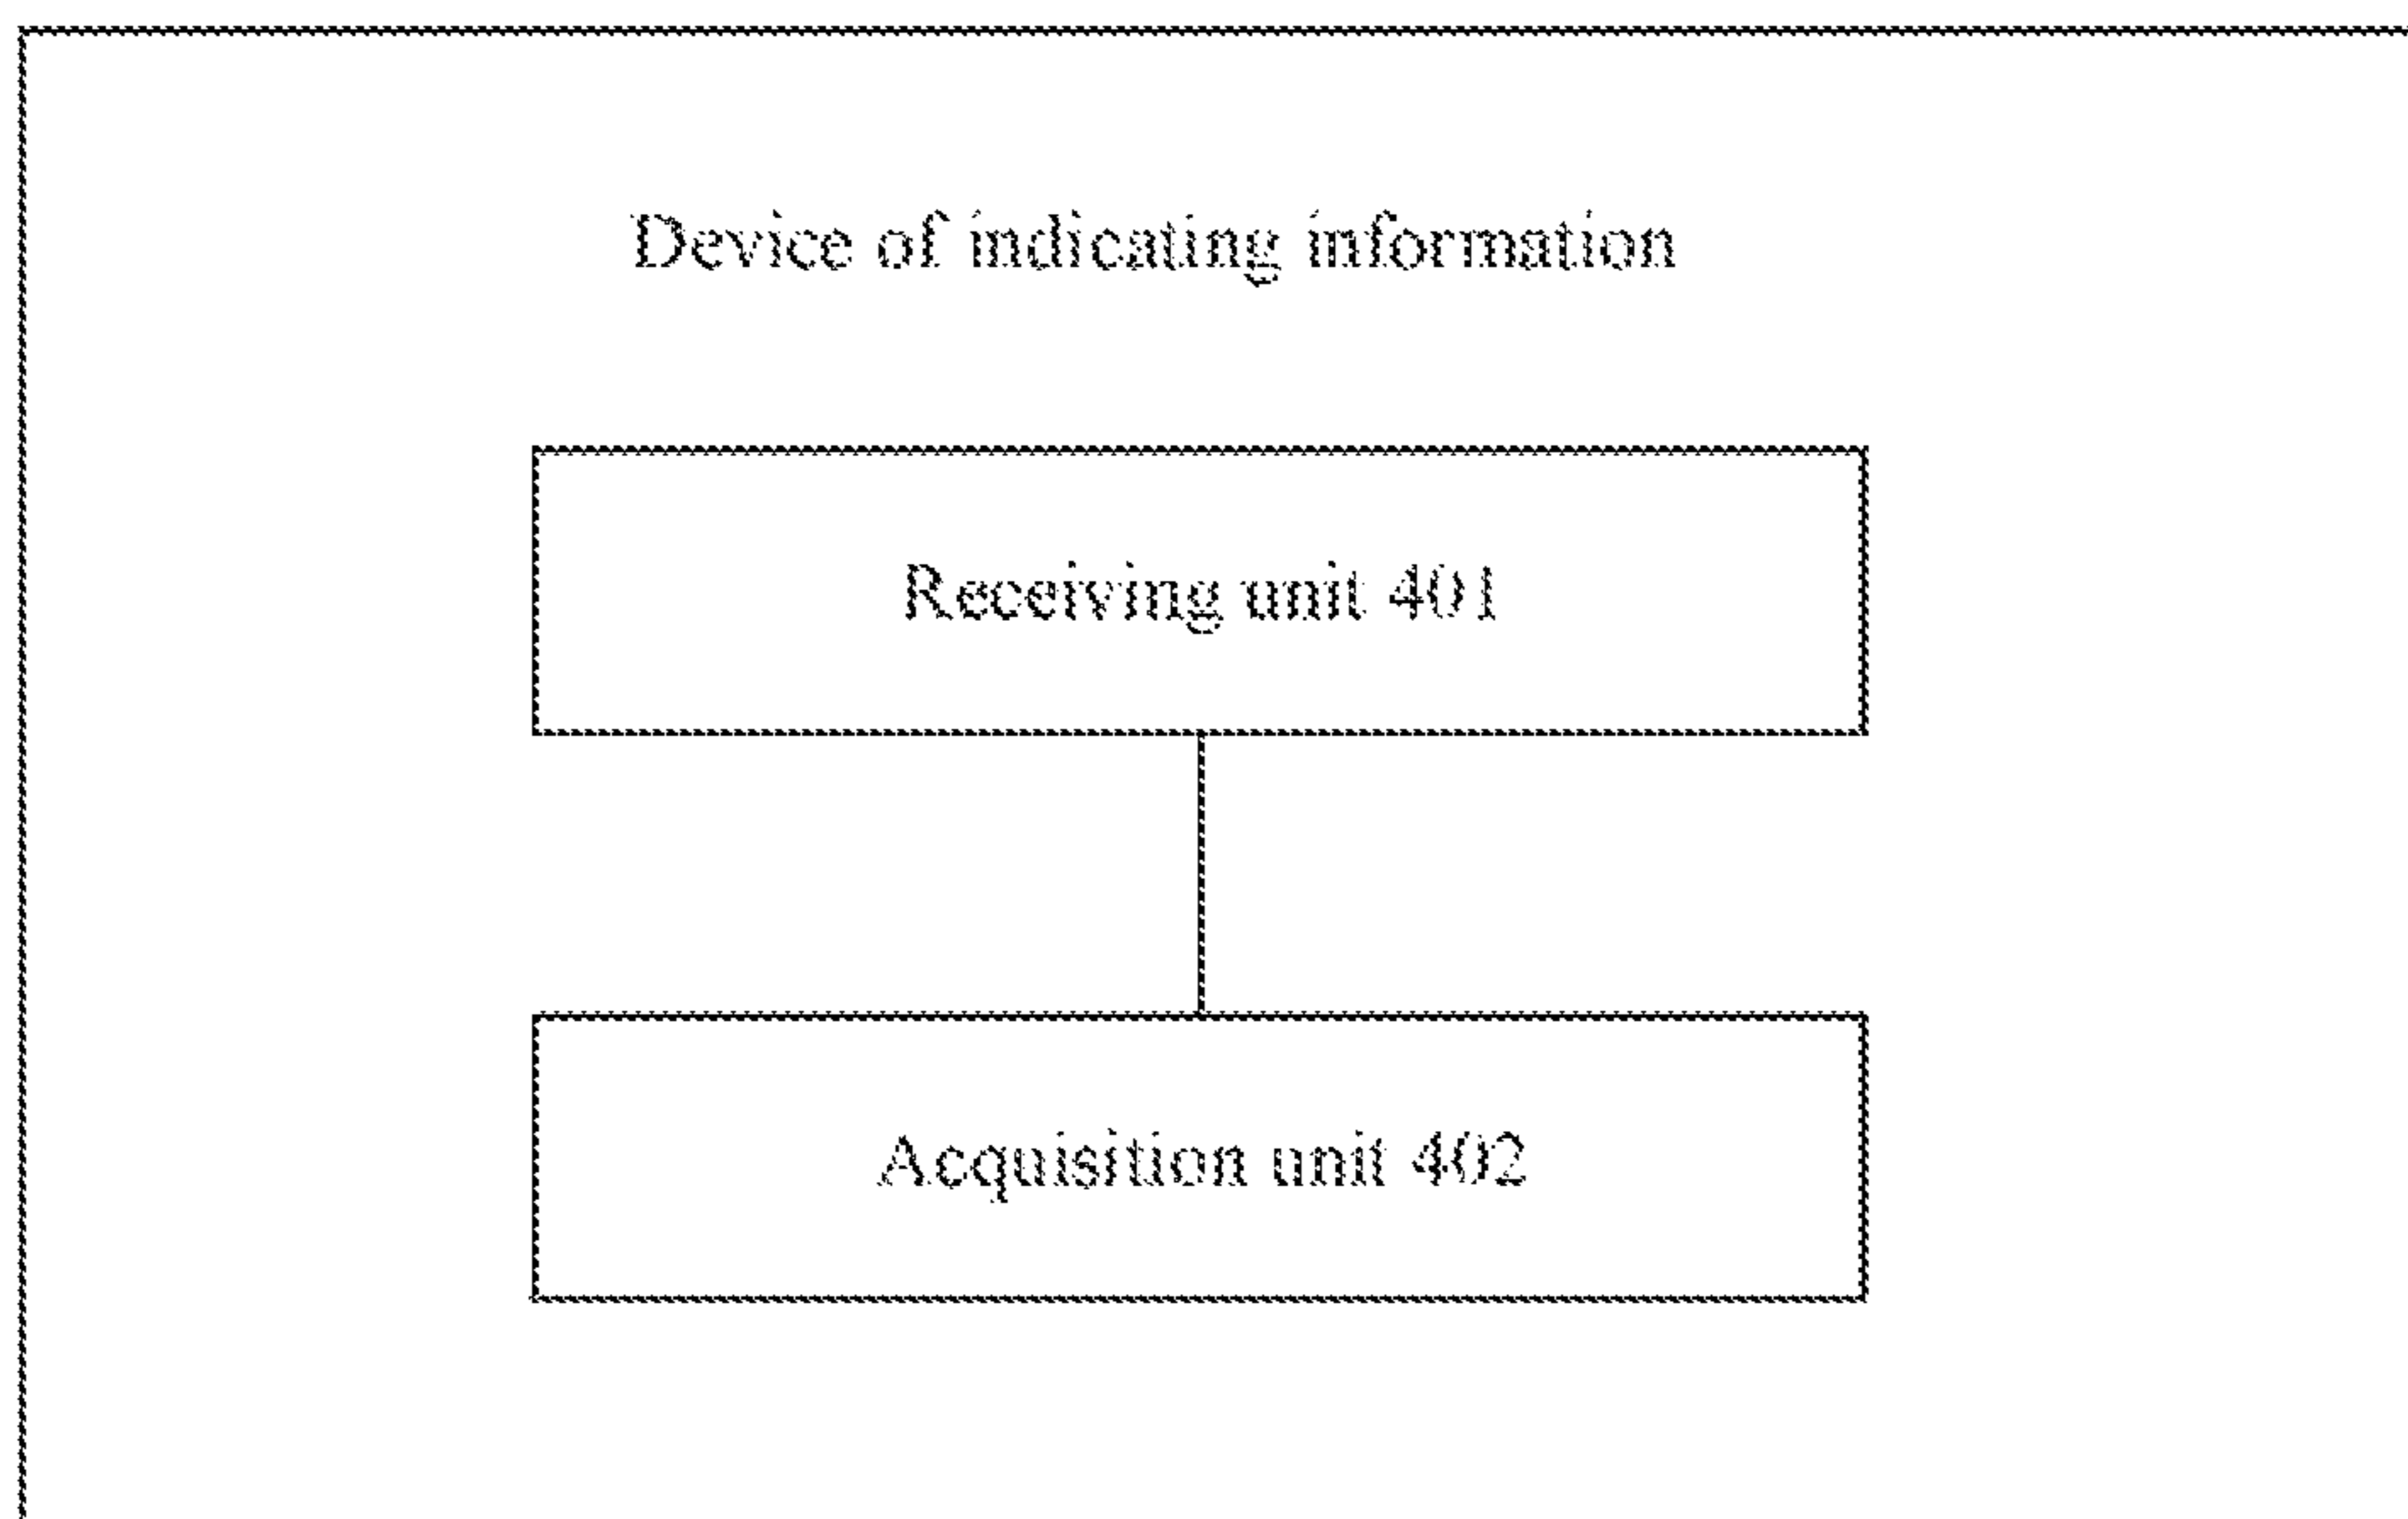 Device of indicating information
Receiving unit 401
Acquisition unit 402